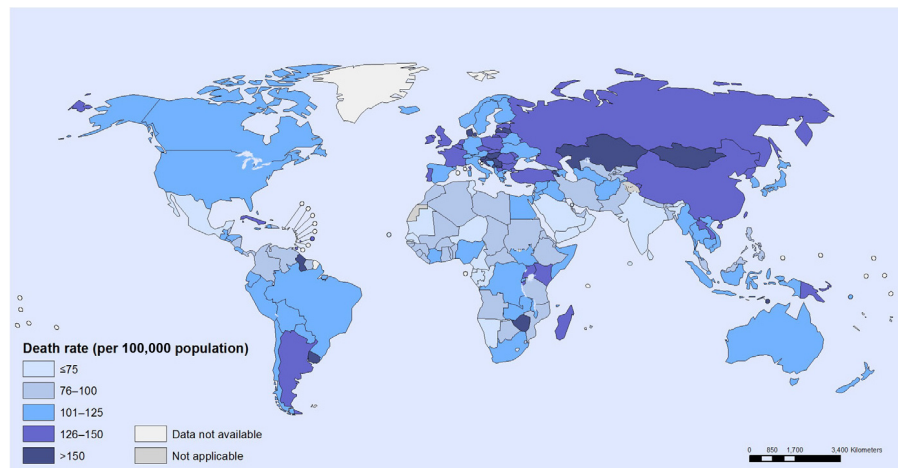 Death rate (per 100,000 population)
≤75
76–100
101–125
126–150
>150
Data not available
Not applicable
0 850 1,700 3,400 Kilometers